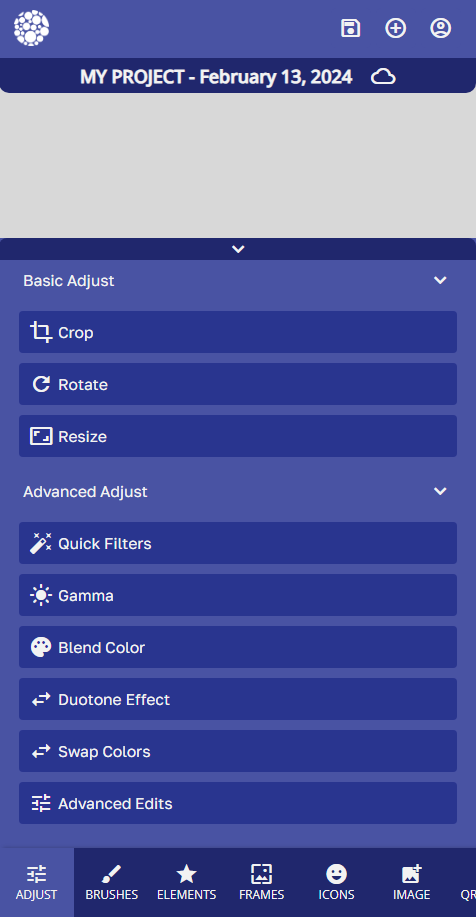 MY PROJECT - February 13, 2024
Basic Adjust
Crop
Rotate
Resize
Advanced Adjust
Quick Filters
Gamma
Blend Color
Duotone Effect
Swap Colors
Advanced Edits
ADJUST BRUSHES ELEMENTS FRAMES ICONS IMAGE QR